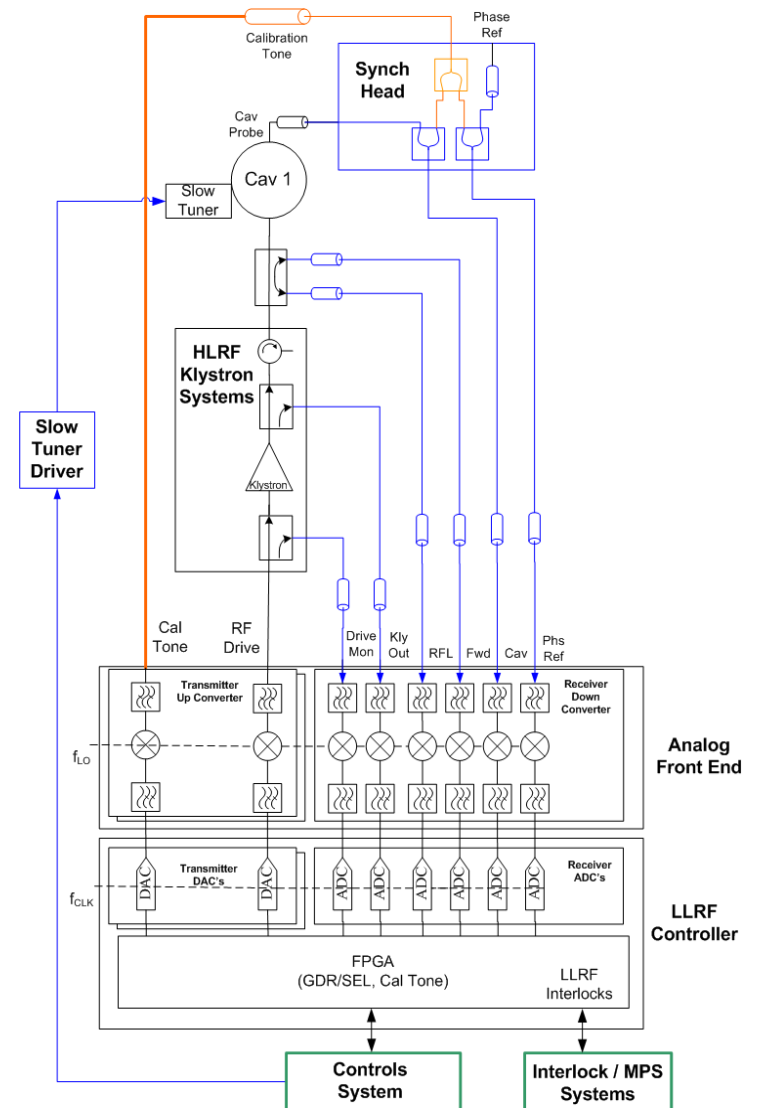 Calibration
Tone
Phase
Ref
Synch
Head
Cav
Probe
Cav 1
Slow
Tuner
HLRF
Klystron
Systems
Klystron
Slow
Tuner
Driver
Cal
Tone
RF
Drive
Drive
Mon
Kly
Out
RFL
Fwd
Cav
Phs
Ref
Transmitter
Up Converter
Receiver
Down
Converter
fLO
Analog
Front End
Transmitter
DAC's
Receiver
ADC's
DAC
DAC
ADC
ADC
ADC
ADC
ADC
ADC
fCLK
LLRF
Controller
FPGA
(GDR/SEL, Cal Tone)
LLRF
Interlocks
Controls
System
Interlock / MPS
Systems